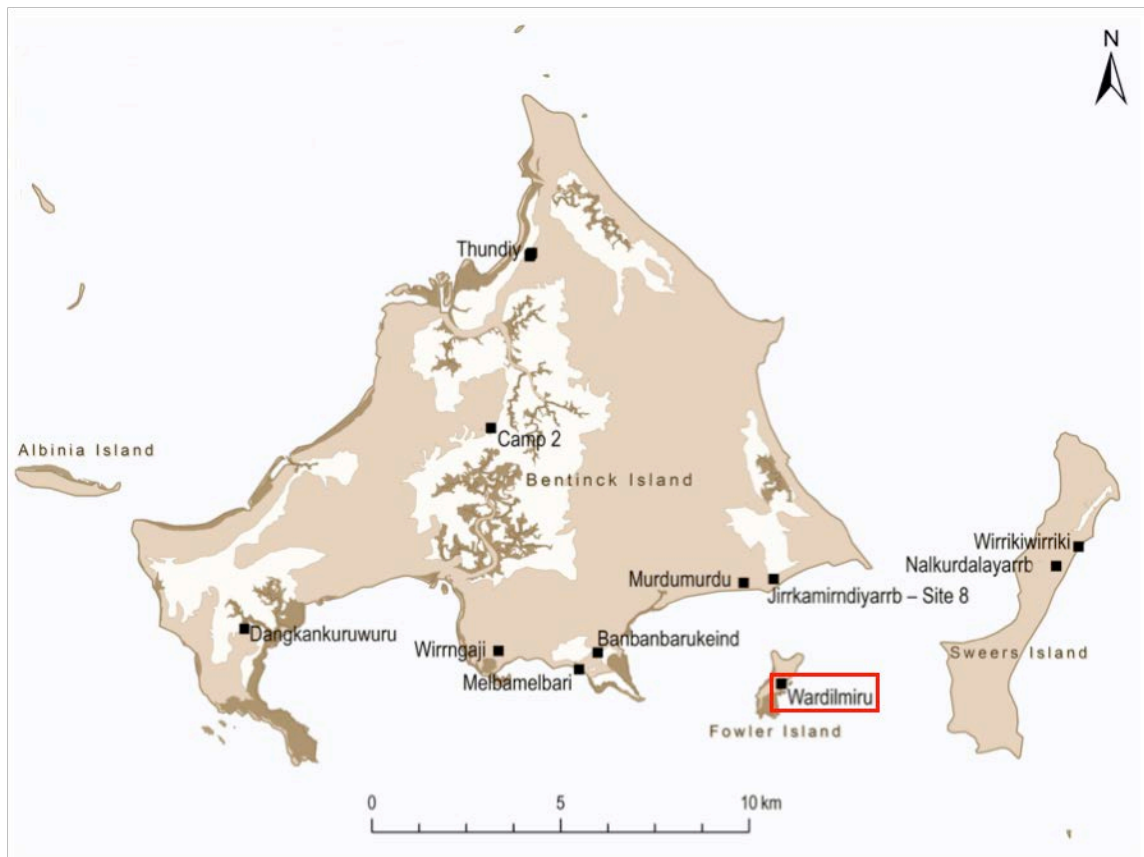 N
Thundiy
Camp 2
Albinia Island
Bentinck Island
Wirrikiwirriki
Nalkurdalayarrb
Murdumurdu
Jirrkamirndiyarrb – Site 8
Dangkankuruwuru
Wirrngaji
Banbanbarukeind
Melbamelbari
Sweers Island
Wardilmiru
Fowler Island
0 5 10 km